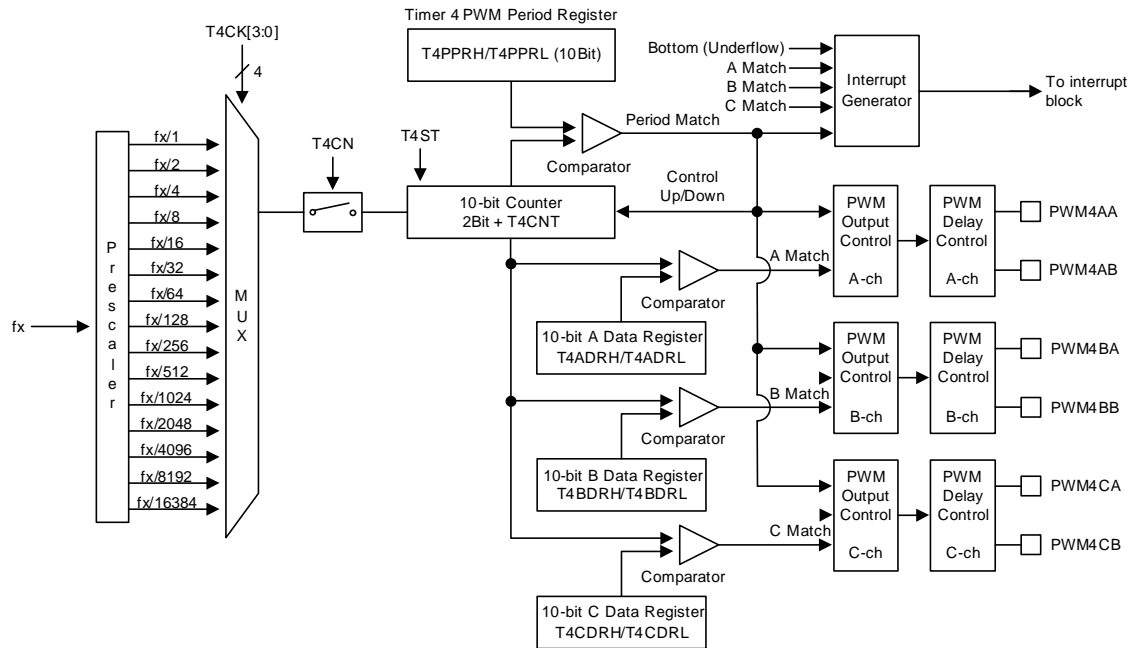 Timer 4 PWM Period Register
T4CK[3:0]
4
T4PPRH/T4PPRL (10Bit)
Bottom (Underflow)
A Match
B Match
C Match
Interrupt
Generator
To interrupt
block
Period Match
Comparator
fx/1
fx/2
fx/4
fx/8
fx/16
fx/32
fx/64
fx/128
fx/256
fx/512
fx/1024
fx/2048
fx/4096
fx/8192
fx/16384
fx
Prescaler
MUX
T4CN
T4ST
10-bit Counter
2Bit + T4CNT
Control
Up/Down
A Match
Comparator
10-bit A Data Register
T4ADRH/T4ADRL
PWM
Output
Control
A-ch
PWM
Delay
Control
A-ch
PWM4AA
PWM4AB
B Match
Comparator
10-bit B Data Register
T4BDRH/T4BDRL
PWM
Output
Control
B-ch
PWM
Delay
Control
B-ch
PWM4BA
PWM4BB
C Match
Comparator
10-bit C Data Register
T4CDRH/T4CDRL
PWM
Output
Control
C-ch
PWM
Delay
Control
C-ch
PWM4CA
PWM4CB